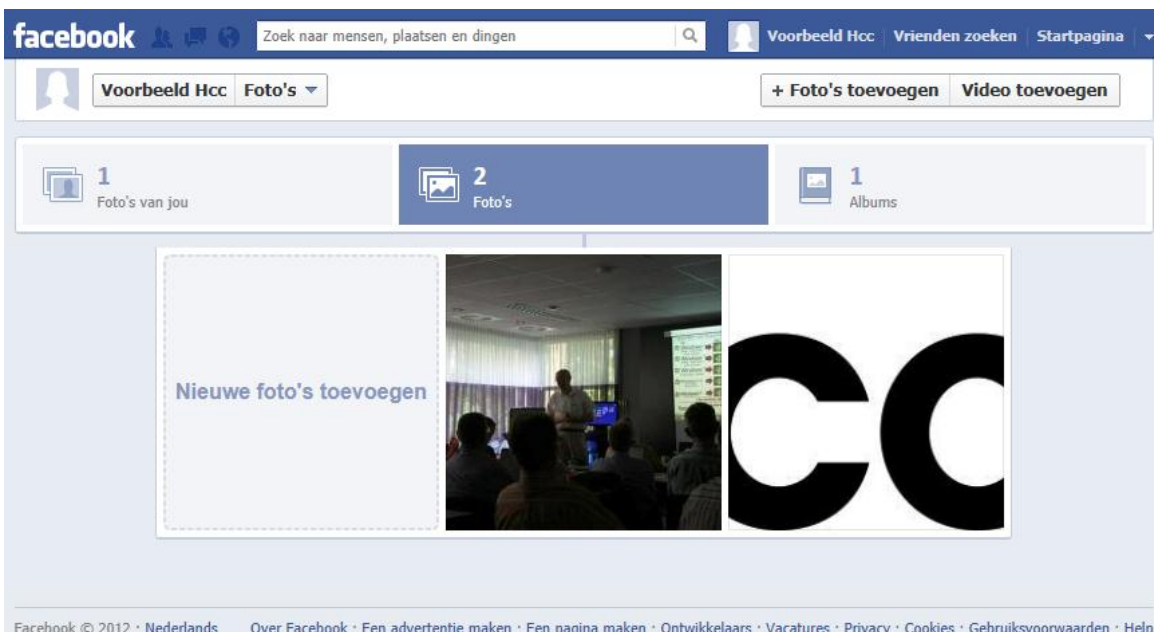 facebook
Zoek naar mensen, plaatsen en dingen
Voorbeeld Hcc
Vrienden zoeken
Startpagina
Voorbeeld Hcc
Foto's
+ Foto's toevoegen
Video toevoegen
1
Foto's van jou
2
Foto's
1
Albums
Nieuwe foto's toevoegen
CC
Facebook © 2012 · Nederlands
Over Facebook · Een advertentie maken · Een pagina maken · Ontwikkelaars · Vacatures · Privacy · Cookies · Gebruiksvoorwaarden · Help